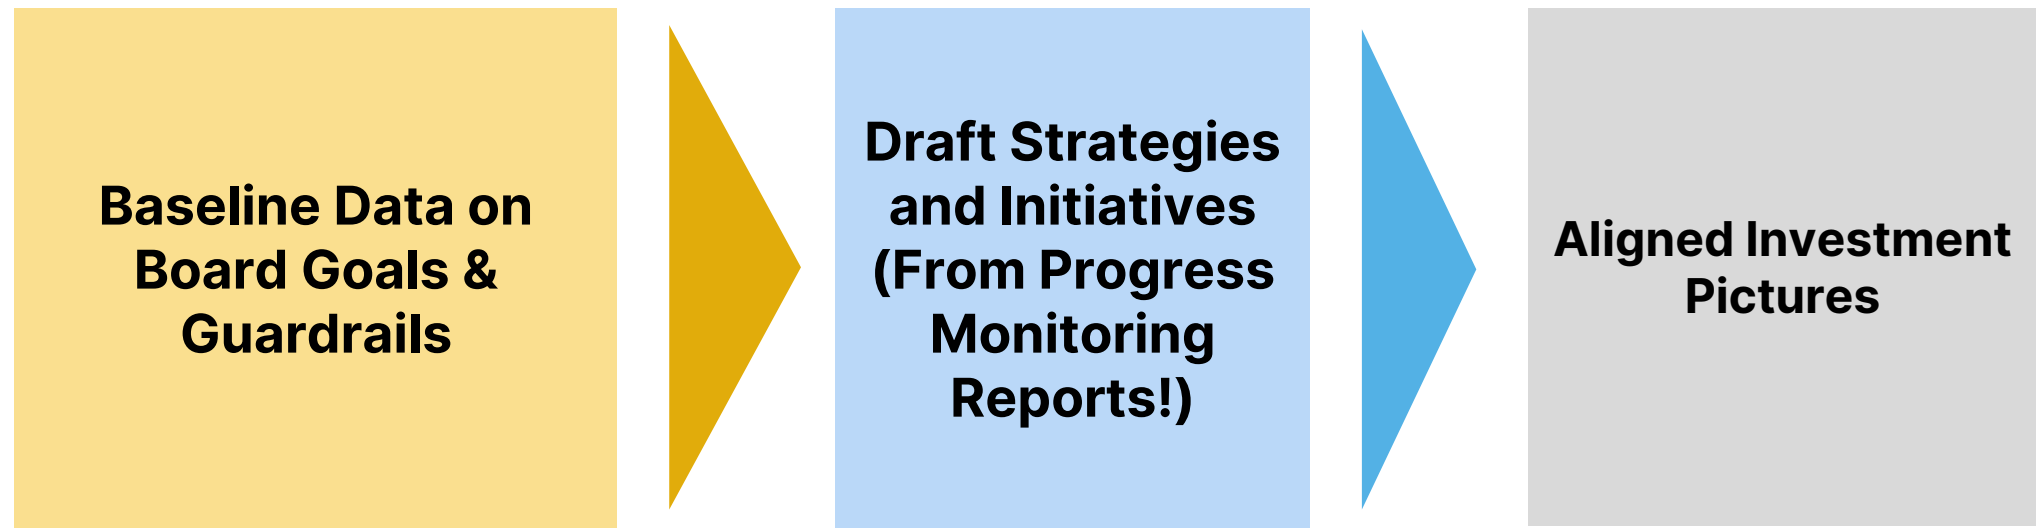 Baseline Data on
Board Goals &
Guardrails
Draft Strategies
and Initiatives
(From Progress
Monitoring
Reports!)
Aligned Investment
Pictures